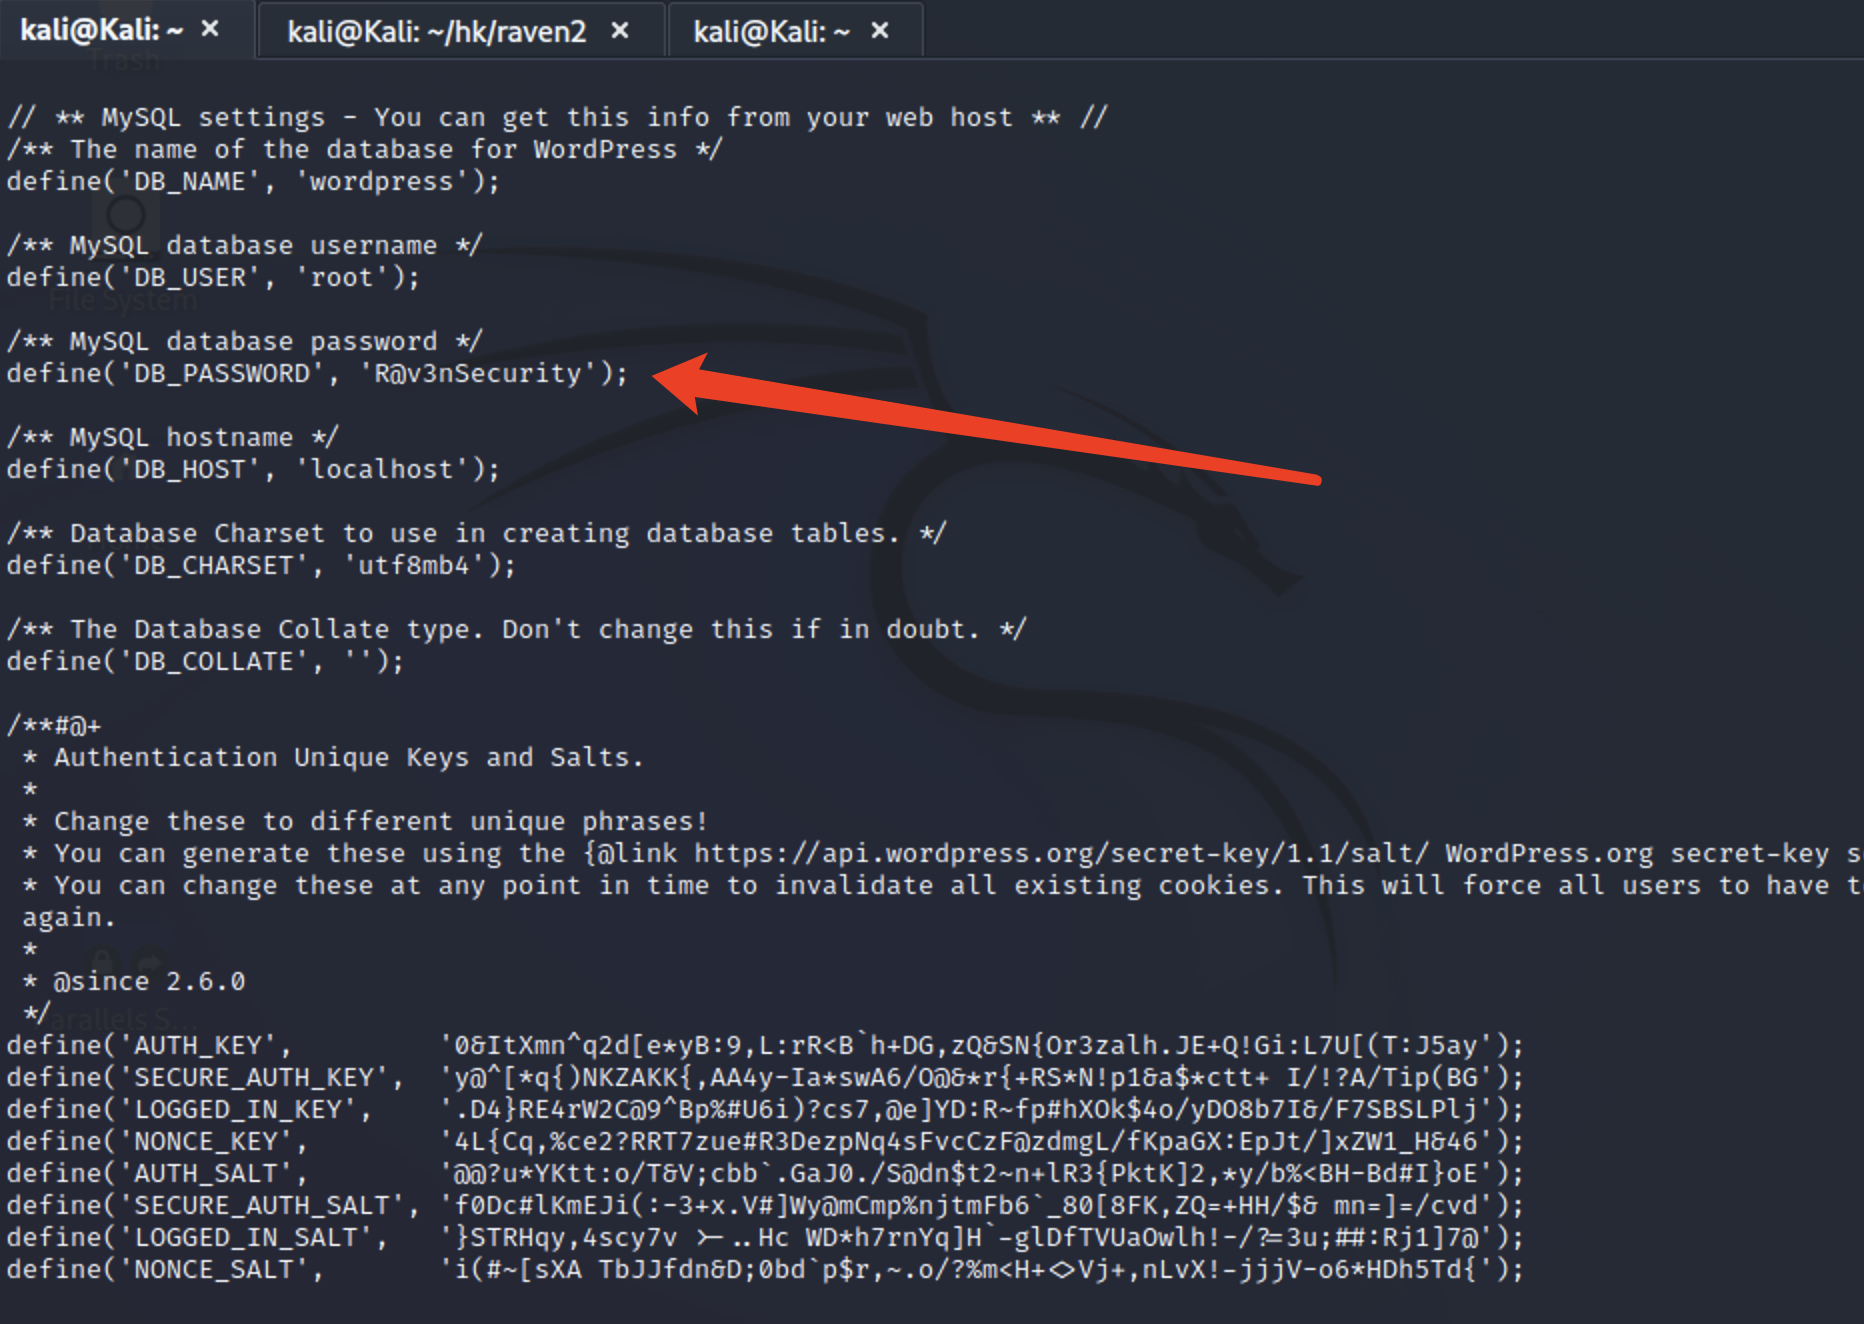 kali@Kali: ~ × kali@Kali: ~/hk/raven2 × kali@Kali: ~ ×
Trash
// ** MySQL settings - You can get this info from your web host ** //
/** The name of the database for WordPress */
define('DB_NAME', 'wordpress');
/** MySQL database username */
define('DB_USER', 'root');
File System
/** MySQL database password */
define('DB_PASSWORD', 'R@v3nSecurity');
/** MySQL hostname */
define('DB_HOST', 'localhost');
/** Database Charset to use in creating database tables. */
define('DB_CHARSET', 'utf8mb4');
/** The Database Collate type. Don't change this if in doubt. */
define('DB_COLLATE', '');
/**#@+
 * Authentication Unique Keys and Salts.
 *
 * Change these to different unique phrases!
 * You can generate these using the {@link https://api.wordpress.org/secret-key/1.1/salt/ WordPress.org secret-key
 * You can change these at any point in time to invalidate all existing cookies. This will force all users to have
 again.
 *
 * @since 2.6.0
 */
arallels S...
define('AUTH_KEY',         '0&ItXmn^q2d[e*yB:9,L:rR<B`h+DG,zQ&SN{Or3zalh.JE+Q!Gi:L7U[(T:J5ay');
define('SECURE_AUTH_KEY',  'y@^[*q{)NKZAKK{,AA4y-Ia*swA6/O@&*r{+RS*N!p1&a$*ctt+ I/!?A/Tip(BG');
define('LOGGED_IN_KEY',    '.D4}RE4rW2C@9^Bp%#U6i)?cs7,@e]YD:R~fp#hXOk$4o/yDO8b7I&/F7SBSLPlj');
define('NONCE_KEY',        '4L{Cq,%ce2?RRT7zue#R3DezpNq4sFvcCzF@zdmgL/fKpaGX:EpJt/]xZW1_H&46');
define('AUTH_SALT',        '@@?u*YKtt:o/T&V;cbb`.GaJ0./S@dn$t2~n+lR3{PktK]2,*y/b%<BH-Bd#I}oE');
define('SECURE_AUTH_SALT', 'f0Dc#lKmEJi(:-3+x.V#]Wy@mCmp%njtmFb6`_80[8FK,ZQ=+HH/$& mn=]=/cvd');
define('LOGGED_IN_SALT',   '}STRHqy,4scy7v >-..Hc WD*h7rnYq]H`-glDfTVUaOwlh!-/?=3u;##:Rj1]7@');
define('NONCE_SALT',       'i(#~[sXA TbJJfdn&D;0bd`p$r,~.o/?%m<H+<>Vj+,nLvX!-jjjV-o6*HDh5Td{');